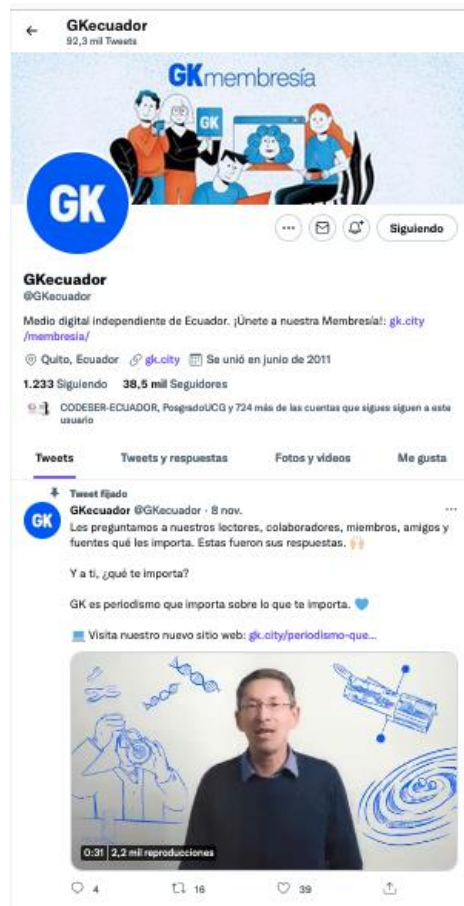 GKecuador
92,3 mil Tweets
GKmembresía
GK
GK
Siguiendo
GKecuador
@GKecuador
Medio digital independiente de Ecuador. ¡Únete a nuestra Membresía!: gk.city
/membresia/
Quito, Ecuador gk.city Se unió en junio de 2011
1.233 Siguiendo 38,5 mil Seguidores
CODESER-ECUADOR, PosgradoUCG y 724 más de las cuentas que sigues siguen a este
usuario
Tweets Tweets y respuestas Fotos y videos Me gusta
Tweet fijado
GK
GKecuador @GKecuador · 8 nov.
Les preguntamos a nuestros lectores, colaboradores, miembros, amigos y
fuentes qué les importa. Estas fueron sus respuestas. 🙌🏻
Y a ti, ¿qué te importa?
GK es periodismo que importa sobre lo que te importa. 💙
💻 Visita nuestro nuevo sitio web: gk.city/periodismo-que...
0:31 2,2 mil reproducciones
4 16 39